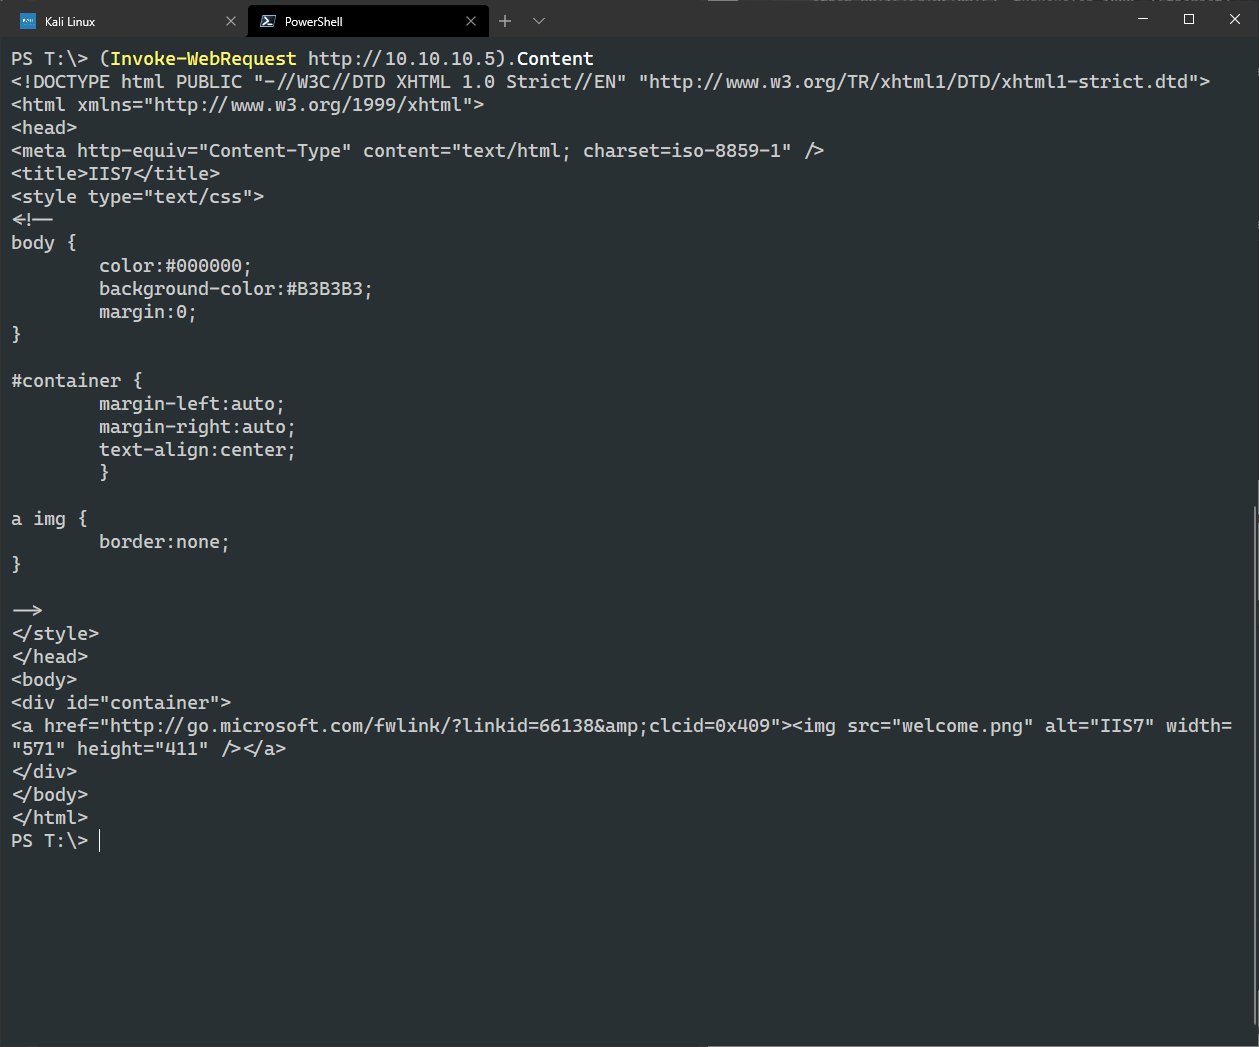 Kali Linux
PowerShell
PS T:\> (Invoke-WebRequest http://10.10.10.5).Content
<!DOCTYPE html PUBLIC "-//W3C//DTD XHTML 1.0 Strict//EN" "http://www.w3.org/TR/xhtml1/DTD/xhtml1-strict.dtd">
<html xmlns="http://www.w3.org/1999/xhtml">
<head>
<meta http-equiv="Content-Type" content="text/html; charset=iso-8859-1" />
<title>IIS7</title>
<style type="text/css">
<!--
body {
        color:#000000;
        background-color:#B3B3B3;
        margin:0;
}

#container {
        margin-left:auto;
        margin-right:auto;
        text-align:center;
        }

a img {
        border:none;
}

-->
</style>
</head>
<body>
<div id="container">
<a href="http://go.microsoft.com/fwlink/?linkid=66138&amp;clcid=0x409"><img src="welcome.png" alt="IIS7" width=
"571" height="411" /></a>
</div>
</body>
</html>
PS T:\>